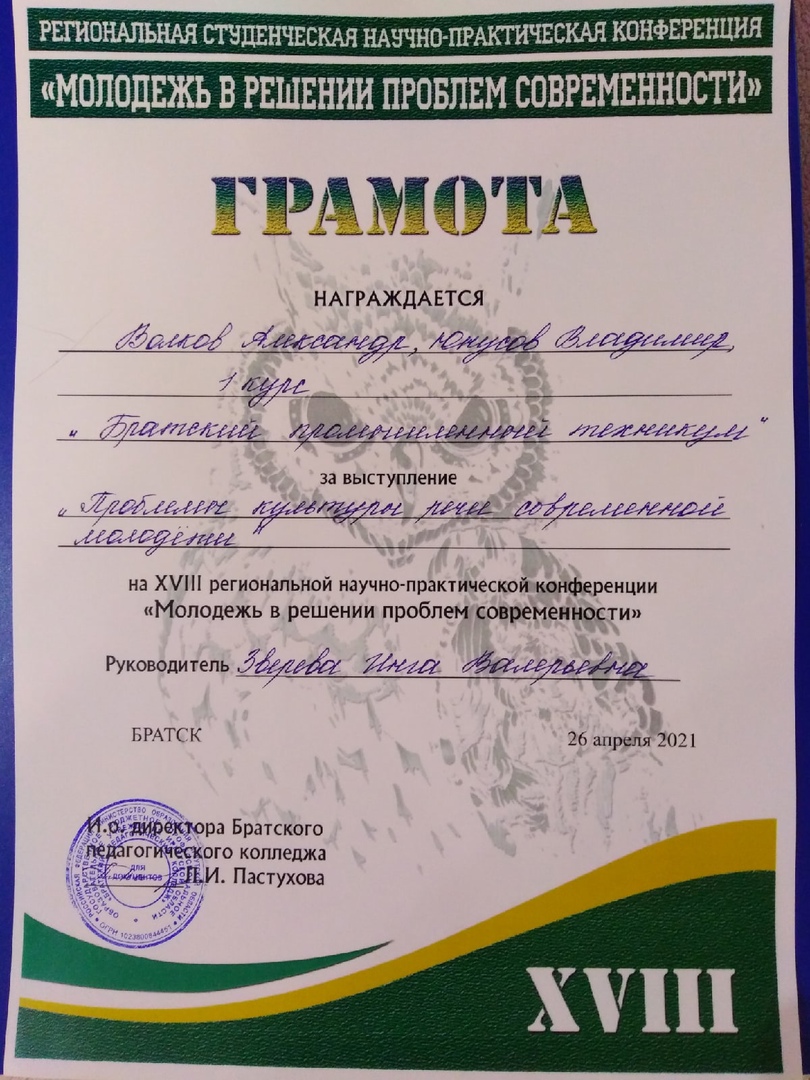 РЕГИОНАЛЬНАЯ СТУДЕНЧЕСКАЯ НАУЧНО-ПРАКТИЧЕСКАЯ КОНФЕРЕНЦИЯ
«МОЛОДЕЖЬ В РЕШЕНИИ ПРОБЛЕМ СОВРЕМЕННОСТИ»
ГРАМОТА
НАГРАЖДАЕТСЯ
Волков Александр, Юнусов Владимир,
1 курс
„Братский промышленный техникум“
за выступление
„Проблемы культуры речи современной
молодёжи“
на XVIII региональной научно-практической конференции
«Молодежь в решении проблем современности»
Руководитель Зверева Инга Валерьевна
БРАТСК
26 апреля 2021
И.о. директора Братского
педагогического колледжа
Л.И. Пастухова
ДЛЯ
ДОКУМЕНТОВ
XVIII